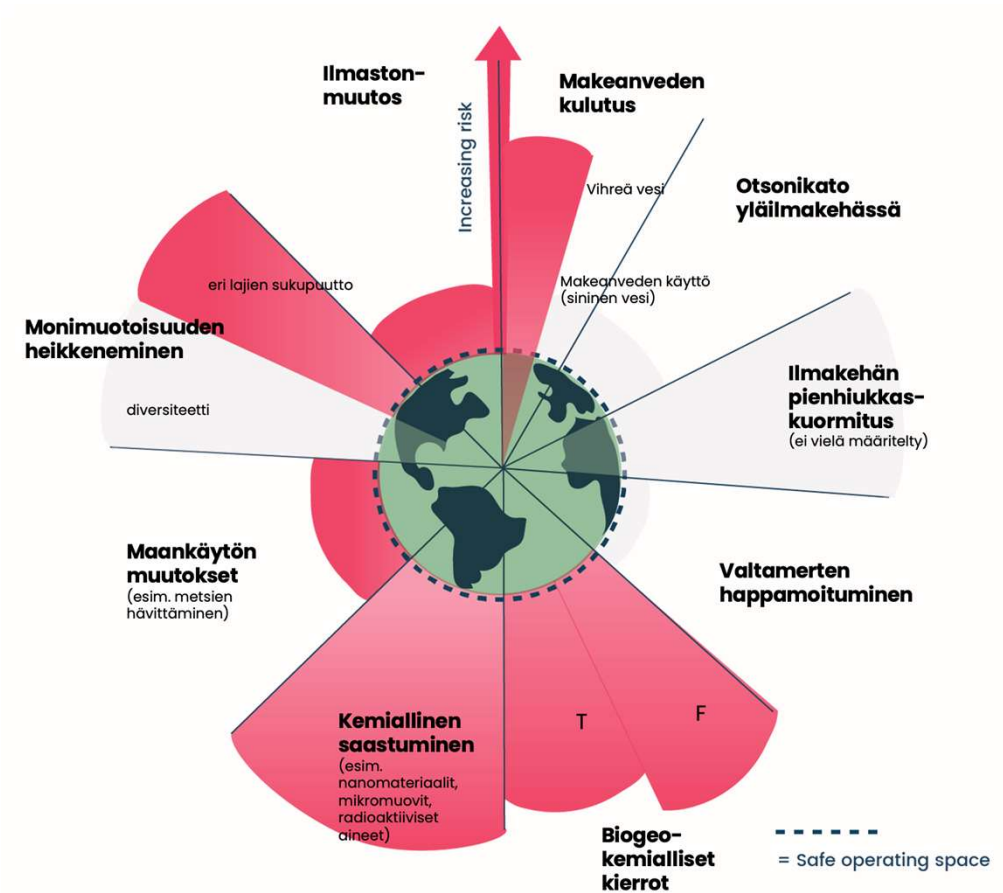 Ilmaston-
muutos
Increasing risk
Makeanveden
kulutus
Vihreä vesi
Makeanveden käyttö
(sininen vesi)
Otsonikato
yläilmakehässä
Ilmakehän
pienhiukkas-
kuormitus
(ei vielä määritelty)
Valtamerten
happamoituminen
T
F
Biogeo-
kemialliset
kierrot
Kemiallinen
saastuminen
(esim.
nanomateriaalit,
mikromuovit,
radioaktiiviset
aineet)
Maankäytön
muutokset
(esim. metsien
hävittäminen)
Monimuotoisuuden
heikkeneminen
eri lajien sukupuutto
diversiteetti
= Safe operating space